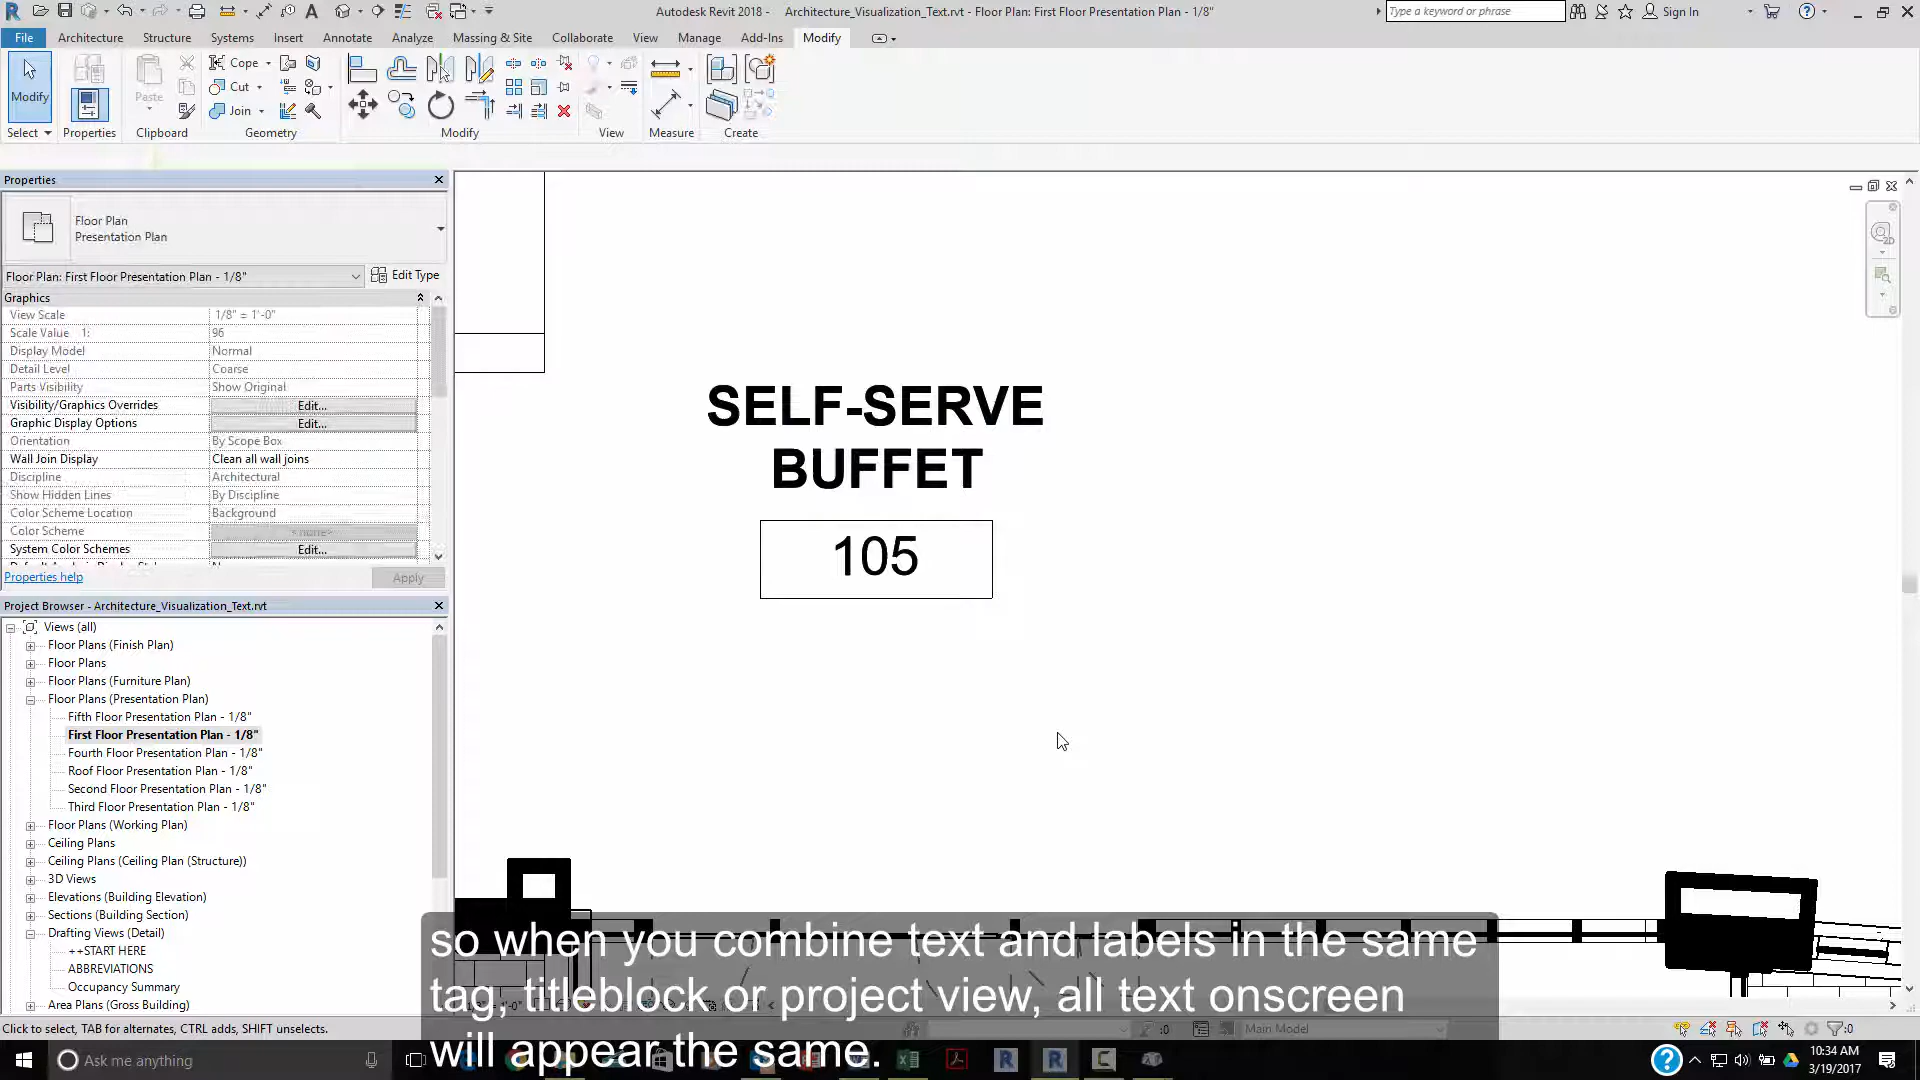 Autodesk Revit 2018 - Architecture_Visualization_Text.rvt - Floor Plan: First Floor Presentation Plan - 1/8"
Type a keyword or phrase
Sign In
File Architecture Structure Systems Insert Annotate Analyze Massing & Site Collaborate View Manage Add-Ins Modify
Modify
Paste
Cope
Cut
Join
Select Properties Clipboard Geometry Modify View Measure Create
Properties
Floor Plan
Presentation Plan
Floor Plan: First Floor Presentation Plan - 1/8" Edit Type
Graphics
View Scale 1/8" = 1'-0"
Scale Value 1: 96
Display Model Normal
Detail Level Coarse
Parts Visibility Show Original
Visibility/Graphics Overrides Edit...
Graphic Display Options Edit...
Orientation By Scope Box
Wall Join Display Clean all wall joins
Discipline Architectural
Show Hidden Lines By Discipline
Color Scheme Location Background
Color Scheme <none>
System Color Schemes Edit...
Properties help Apply
Project Browser - Architecture_Visualization_Text.rvt
Views (all)
Floor Plans (Finish Plan)
Floor Plans
Floor Plans (Furniture Plan)
Floor Plans (Presentation Plan)
Fifth Floor Presentation Plan - 1/8"
First Floor Presentation Plan - 1/8"
Fourth Floor Presentation Plan - 1/8"
Roof Floor Presentation Plan - 1/8"
Second Floor Presentation Plan - 1/8"
Third Floor Presentation Plan - 1/8"
Floor Plans (Working Plan)
Ceiling Plans
Ceiling Plans (Ceiling Plan (Structure))
3D Views
Elevations (Building Elevation)
Sections (Building Section)
Drafting Views (Detail)
++START HERE
ABBREVIATIONS
Occupancy Summary
Area Plans (Gross Building)
SELF-SERVE
BUFFET
105
2D
so when you combine text and labels in the same
tag, titleblock or project view, all text onscreen
will appear the same.
Click to select, TAB for alternates, CTRL adds, SHIFT unselects.
:0
Main Model
:0
Ask me anything
10:34 AM
3/19/2017